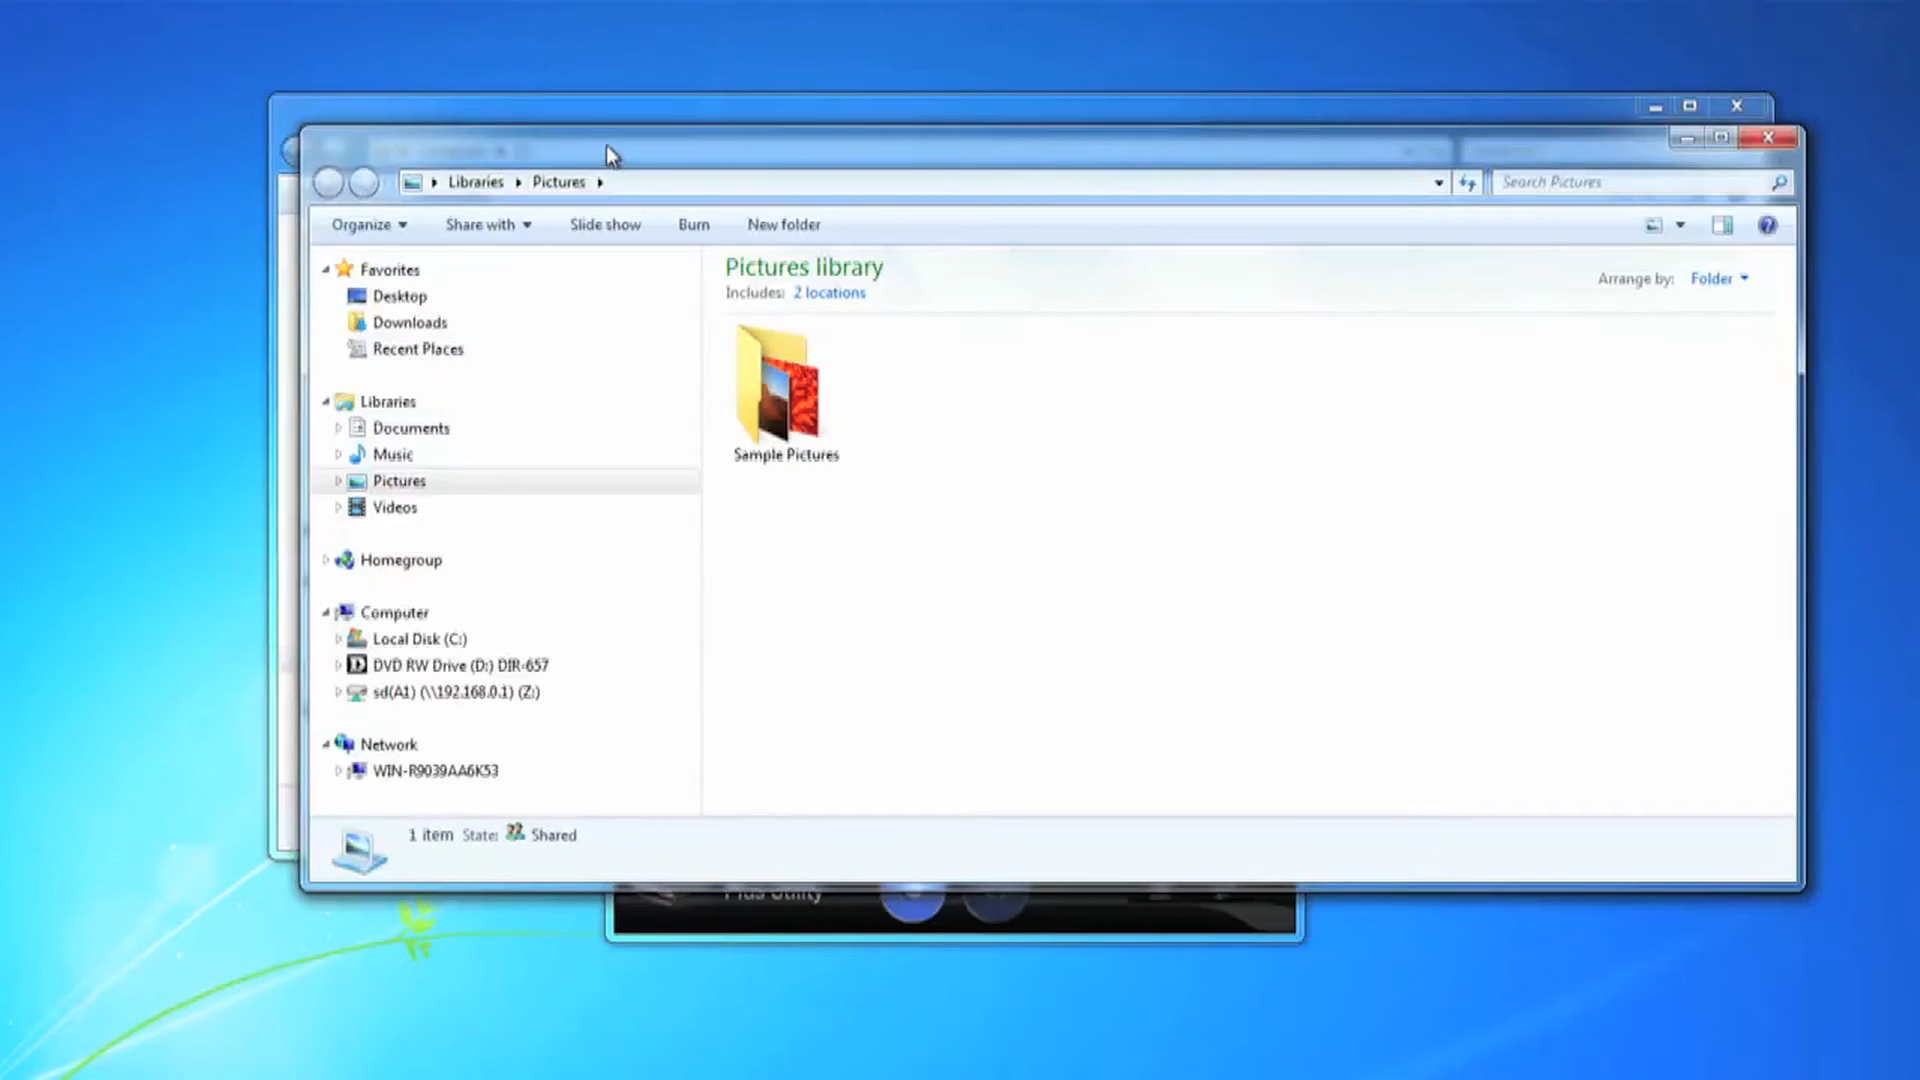 Libraries Pictures
Search Pictures
Organize Share with Slide show Burn New folder
Favorites
Desktop
Downloads
Recent Places
Libraries
Documents
Music
Pictures
Videos
Homegroup
Computer
Local Disk (C:)
DVD RW Drive (D:) DIR-657
sd(A1) (\\192.168.0.1) (Z:)
Network
WIN-R9039AA6K53
Pictures library
Includes: 2 locations
Arrange by: Folder
Sample Pictures
1 item State: Shared
Plus Utility